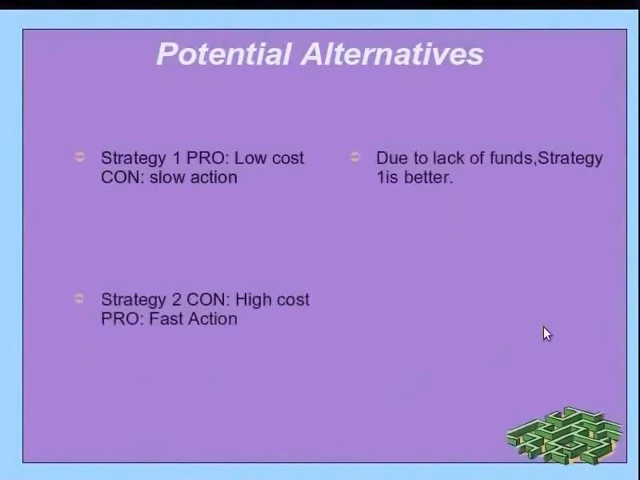 Potential Alternatives
Strategy 1 PRO: Low cost
CON: slow action
Due to lack of funds,Strategy
1is better.
Strategy 2 CON: High cost
PRO: Fast Action